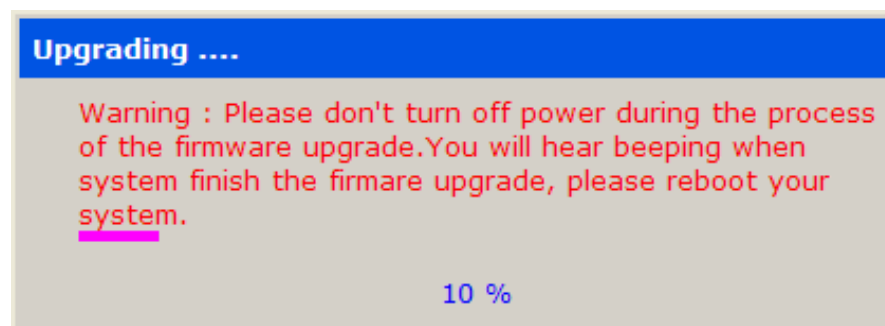 Upgrading ....
Warning : Please don't turn off power during the process
of the firmware upgrade.You will hear beeping when
system finish the firmare upgrade, please reboot your
system.
10 %